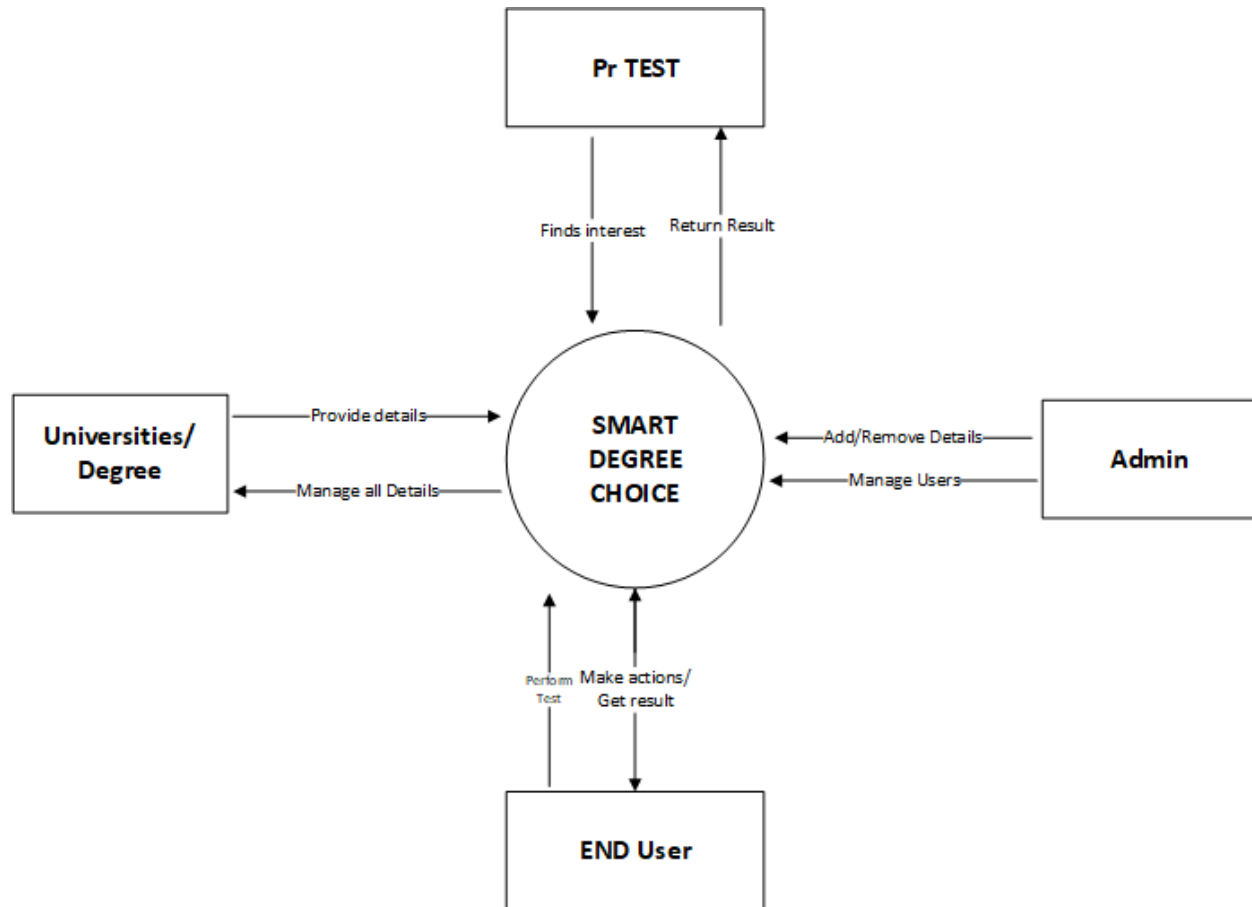 Pr TEST
Finds interest
Return Result
SMART
DEGREE
CHOICE
Universities/
Degree
Provide details
Manage all Details
Add/Remove Details
Manage Users
Admin
Perform
Test
Make actions/
Get result
END User